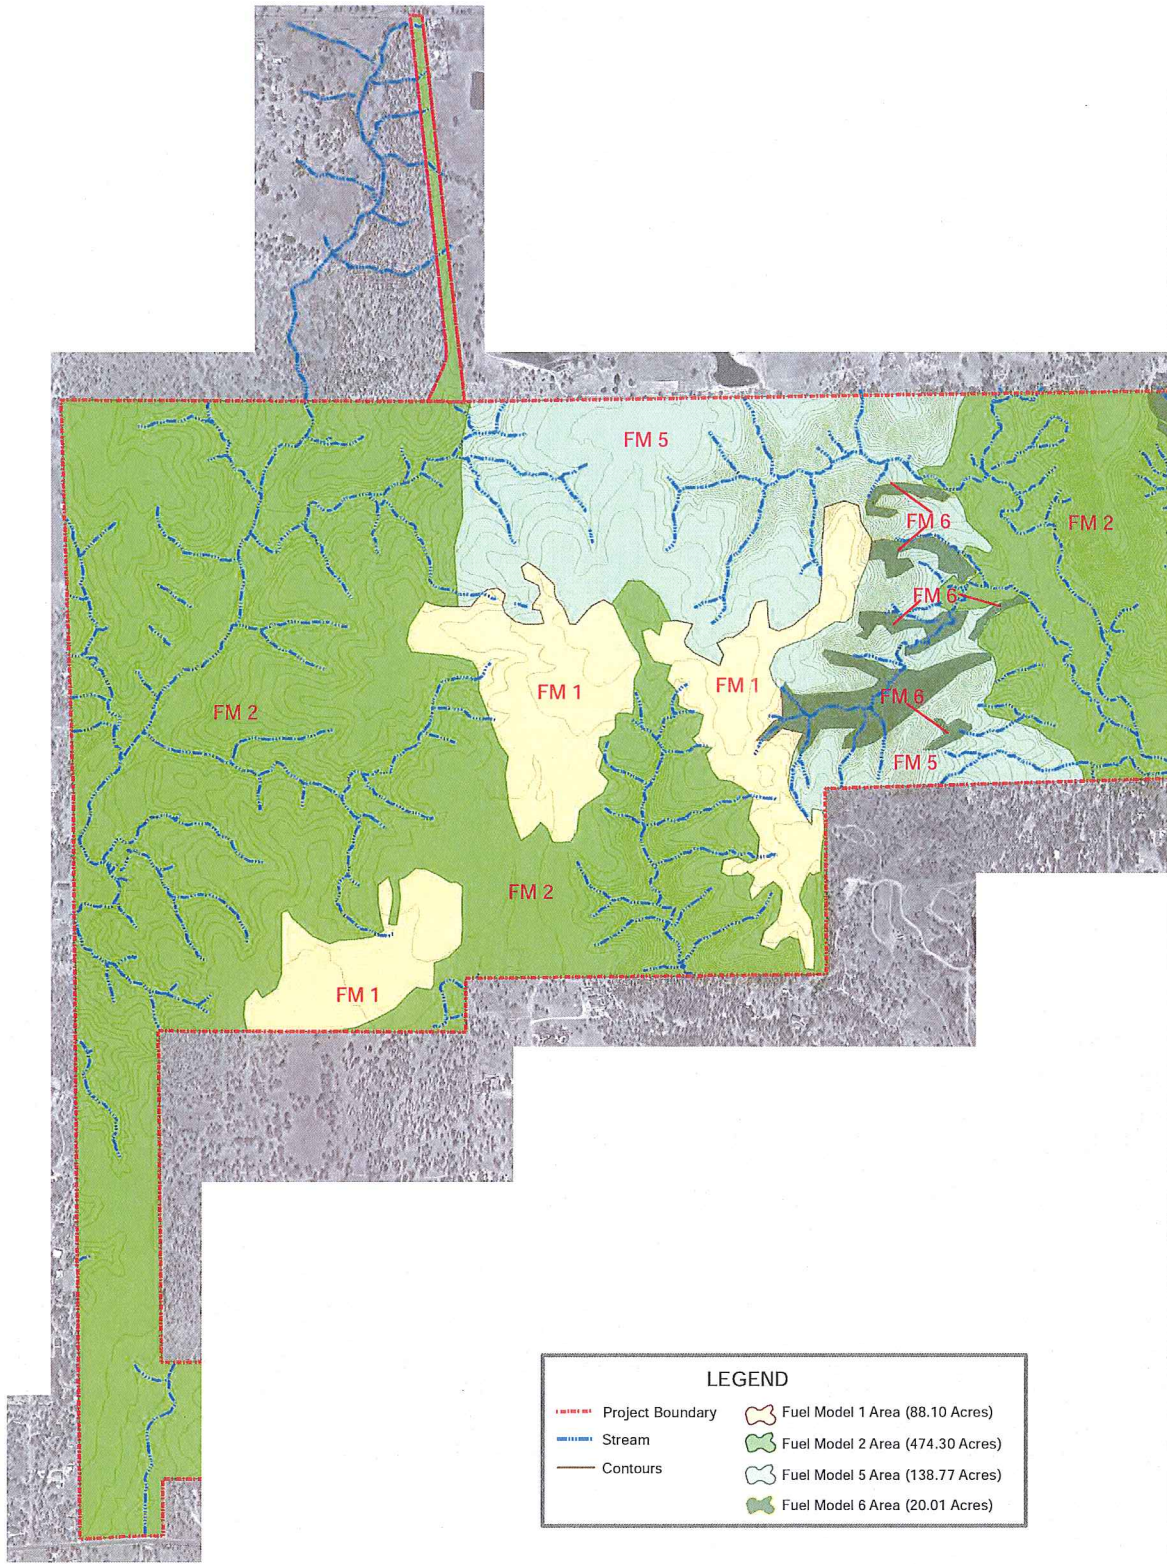 FM 5
FM 6
FM 2
FM 6
FM 1
FM 1
FM 6
FM 2
FM 5
FM 2
FM 1
LEGEND
Project Boundary
Stream
Contours
Fuel Model 1 Area (88.10 Acres)
Fuel Model 2 Area (474.30 Acres)
Fuel Model 5 Area (138.77 Acres)
Fuel Model 6 Area (20.01 Acres)